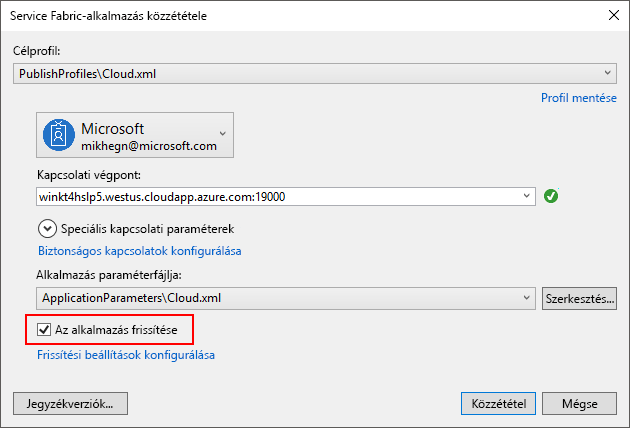 Service Fabric-alkalmazás közzététele
Célprofil:
PublishProfiles\Cloud.xml
Profil mentése
Microsoft
mikhegn@microsoft.com
Kapcsolati végpont:
winkt4hslp5.westus.cloudapp.azure.com:19000
Speciális kapcsolati paraméterek
Biztonságos kapcsolatok konfigurálása
Alkalmazás paraméterfájlja:
ApplicationParameters\Cloud.xml
Szerkesztés...
Az alkalmazás frissítése
Frissítési beállítások konfigurálása
Jegyzékverziók...
Közzététel
Mégse